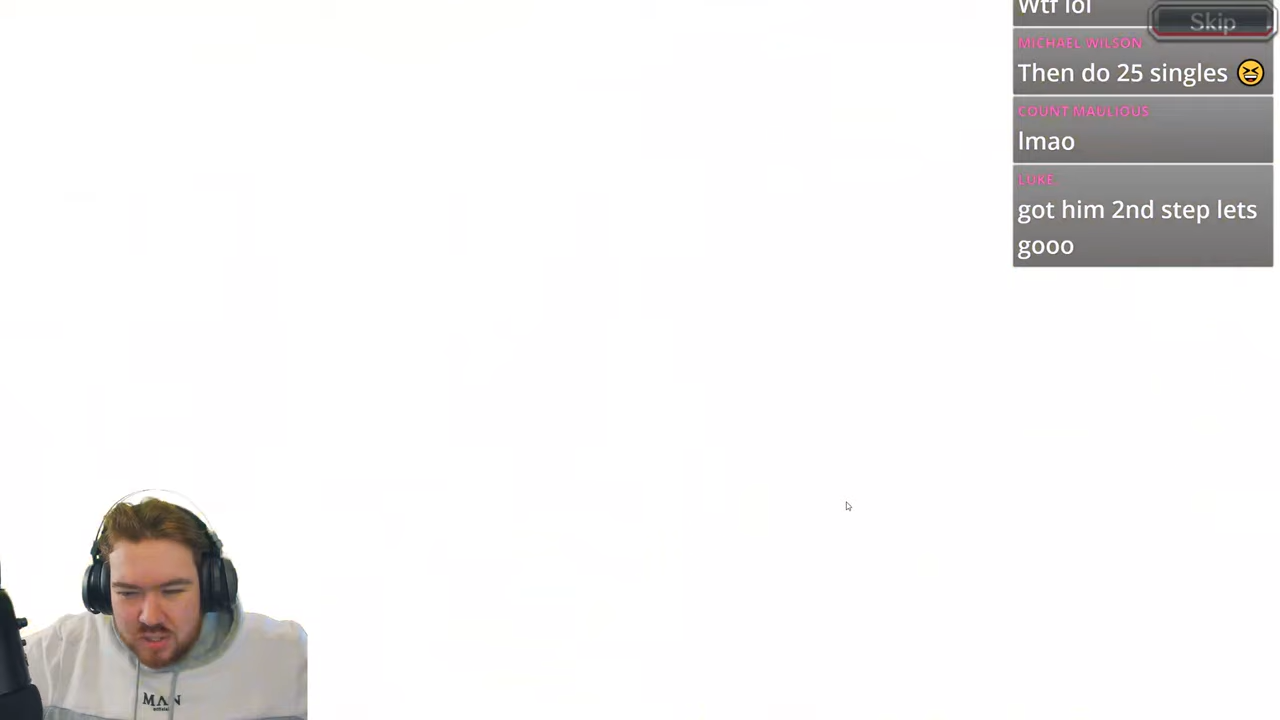 Wtf lol
Skip
MICHAEL WILSON
Then do 25 singles 😆
COUNT MAULIOUS
lmao
LUKE
got him 2nd step lets
gooo
MAN